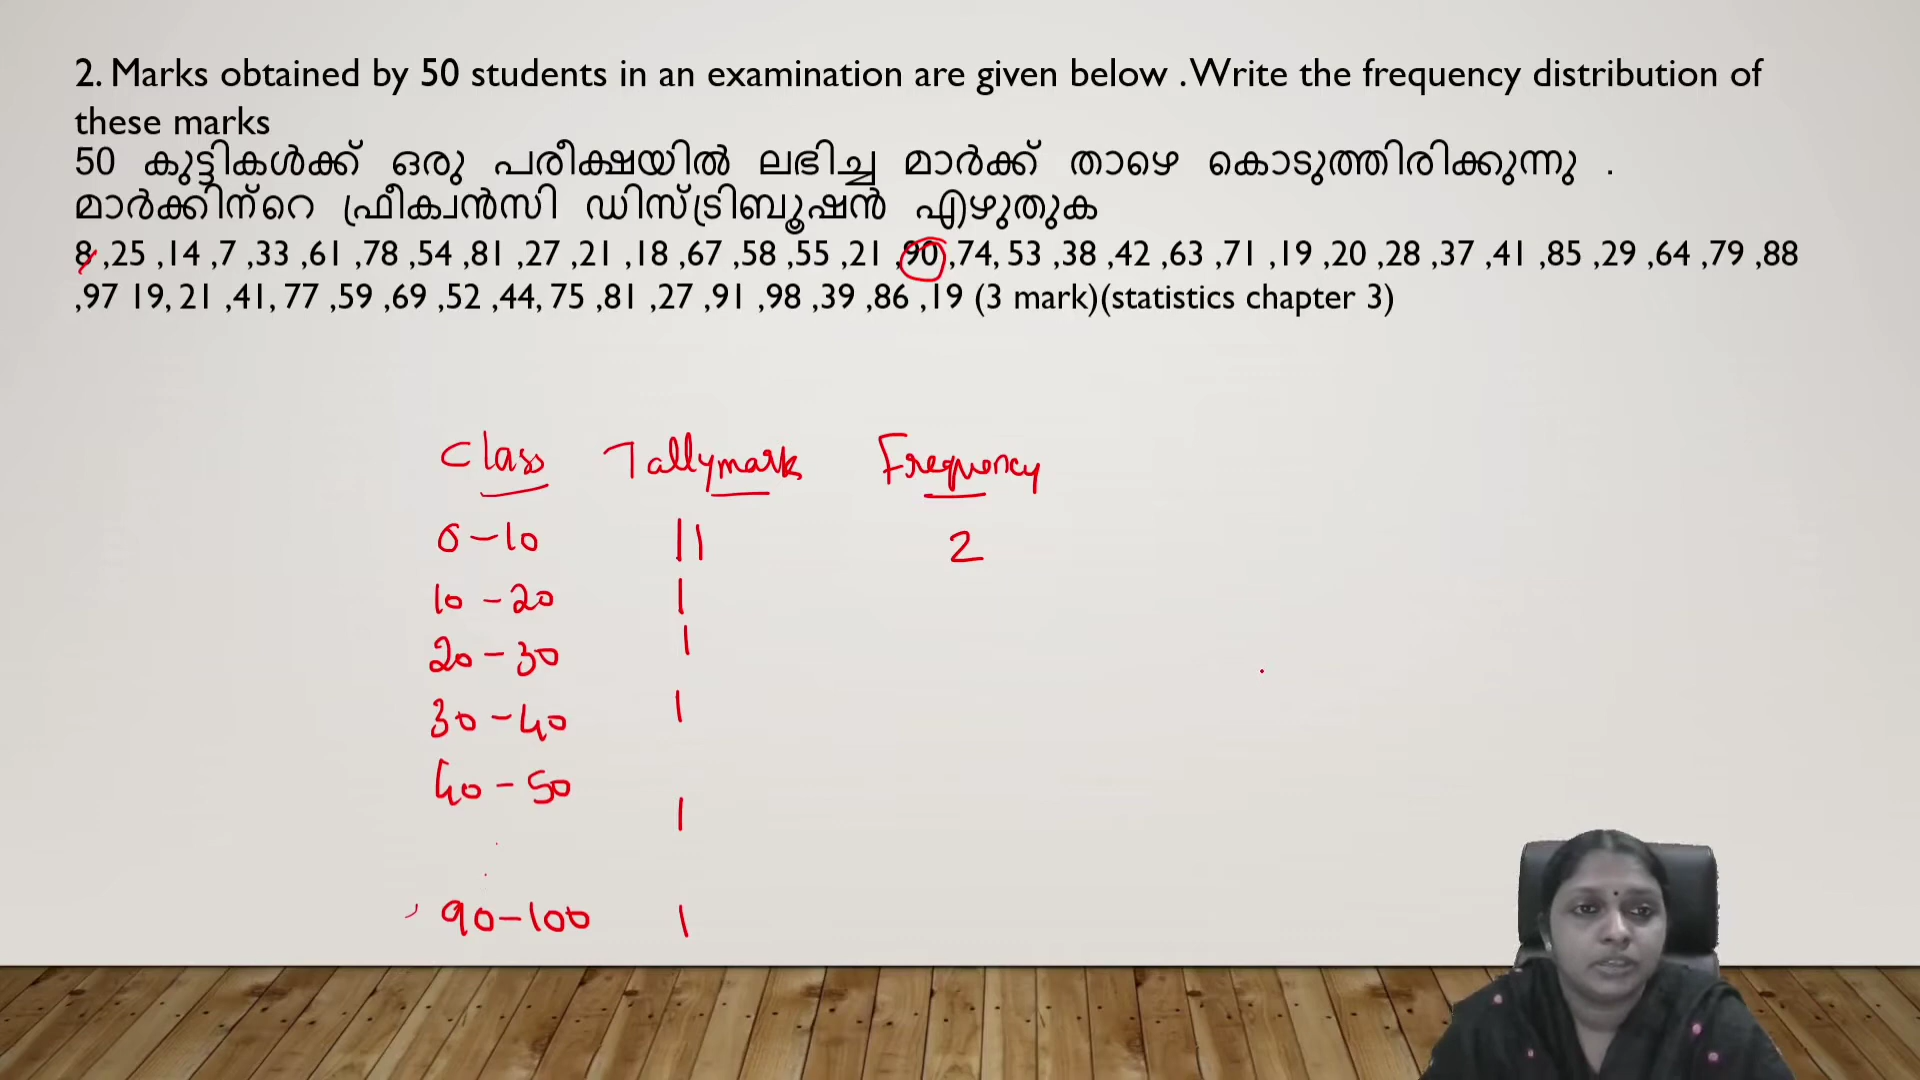 2. Marks obtained by 50 students in an examination are given below .Write the frequency distribution of
these marks
50 കുട്ടികൾക്ക് ഒരു പരീക്ഷയിൽ ലഭിച്ച മാർക്ക് താഴെ കൊടുത്തിരിക്കുന്നു .
മാർക്കിന്റെ ഫ്രീക്വൻസി ഡിസ്ട്രിബൂഷൻ എഴുതുക
8 ,25 ,14 ,7 ,33 ,61 ,78 ,54 ,81 ,27 ,21 ,18 ,67 ,58 ,55 ,21 ,90 ,74, 53 ,38 ,42 ,63 ,71 ,19 ,20 ,28 ,37 ,41 ,85 ,29 ,64 ,79 ,88
,97 19, 21 ,41, 77 ,59 ,69 ,52 ,44, 75 ,81 ,27 ,91 ,98 ,39 ,86 ,19 (3 mark)(statistics chapter 3)
Class Tallymark Frequency
0-10 || 2
10-20 |
20-30 |
30-40 |
40-50
|
90-100 |